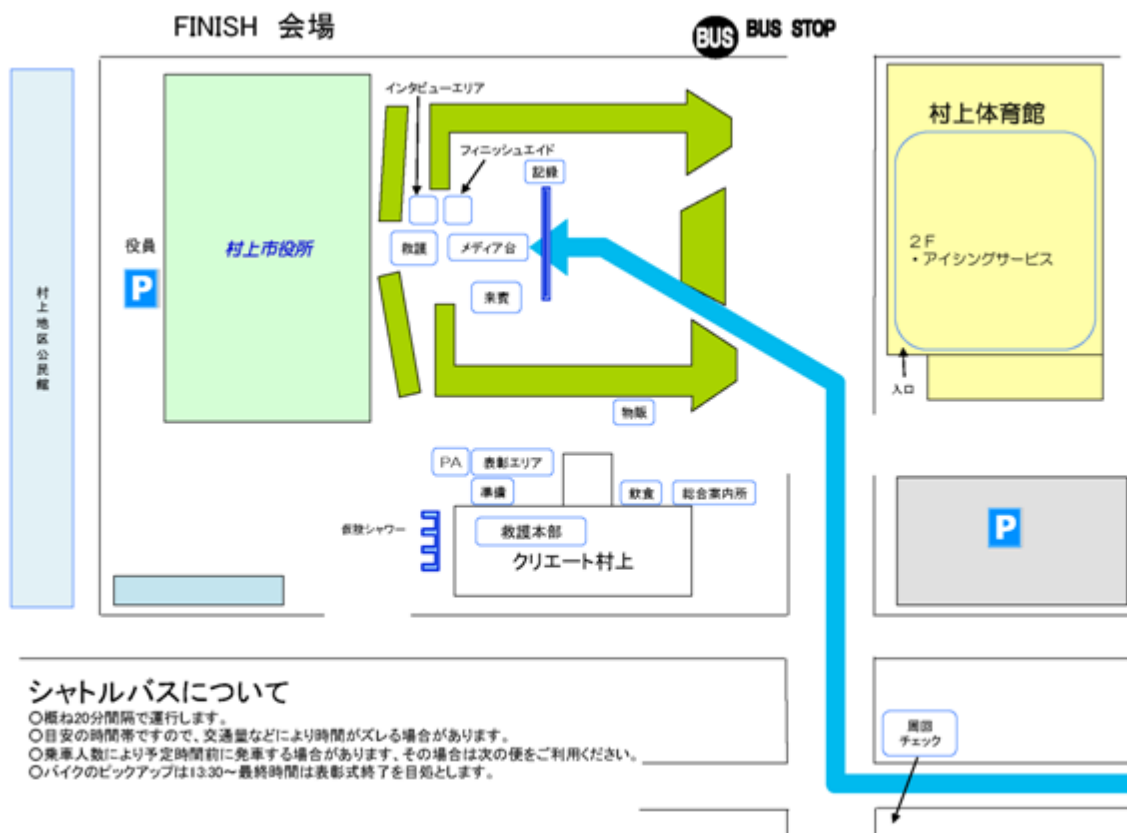 FINISH 会場
BUS
BUS STOP
インタビューエリア
フィニッシュエイド
記録
村上体育館
役員
P
村上市役所
救護
メディア台
来賓
2F
・アイシングサービス
村上地区公民館
入口
物販
PA
表彰エリア
準備
飲食
総合案内所
仮設シャワー
救護本部
クリエート村上
P
シャトルバスについて
○概ね20分間隔で運行します。
○目安の時間帯ですので、交通量などにより時間がズレる場合があります。
○乗車人数により予定時間前に発車する場合があります、その場合は次の便をご利用ください。
○バイクのピックアップは13:30～最終時間は表彰式終了を目処とします。
周回
チェック